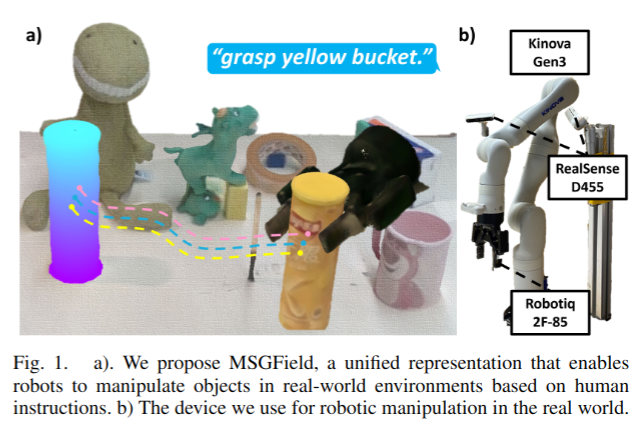 a)
"grasp yellow bucket."
b)
Kinova
Gen3
KINOVA
RealSense
D455
Robotiq
2F-85
Fig. 1. a). We propose MSGField, a unified representation that enables
robots to manipulate objects in real-world environments based on human
instructions. b) The device we use for robotic manipulation in the real world.